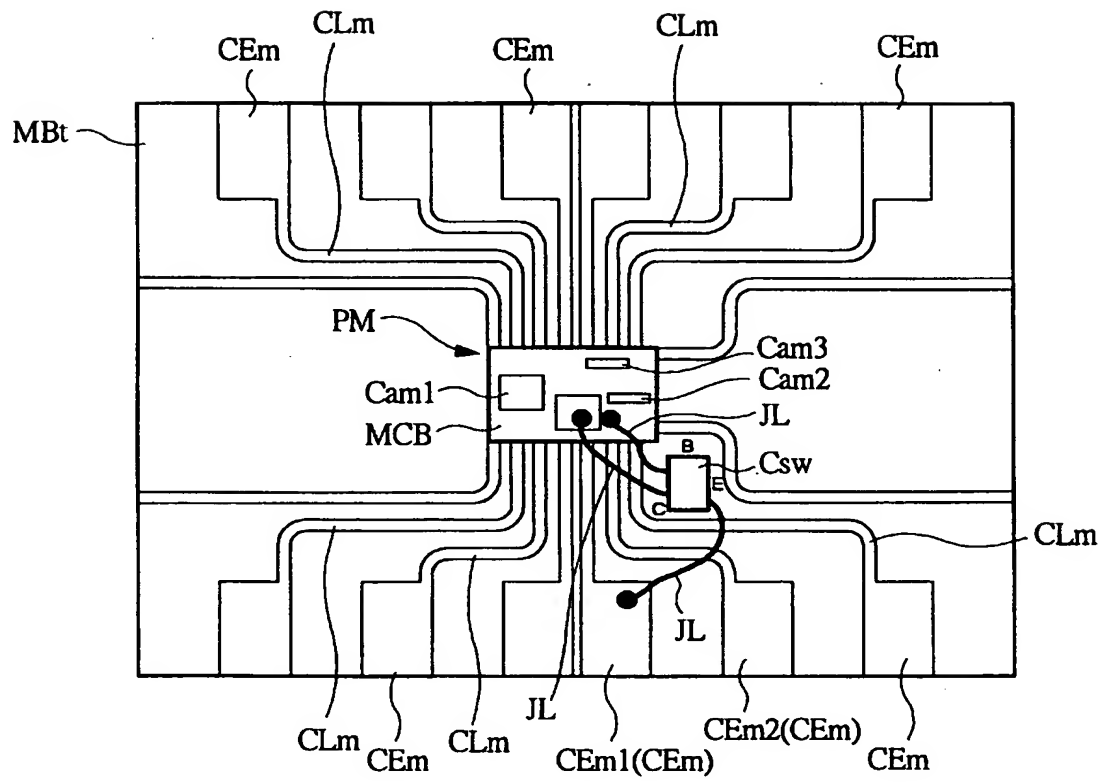 CLm
CLm
CEm
CEm
CEm
MBt
PM
Cam3
Cam1
Cam2
MCB
JL
B
Csw
E
C
CLm
JL
JL
CLm
CEm
CLm
CEm2(CEm)
CEm1(CEm)
CEm